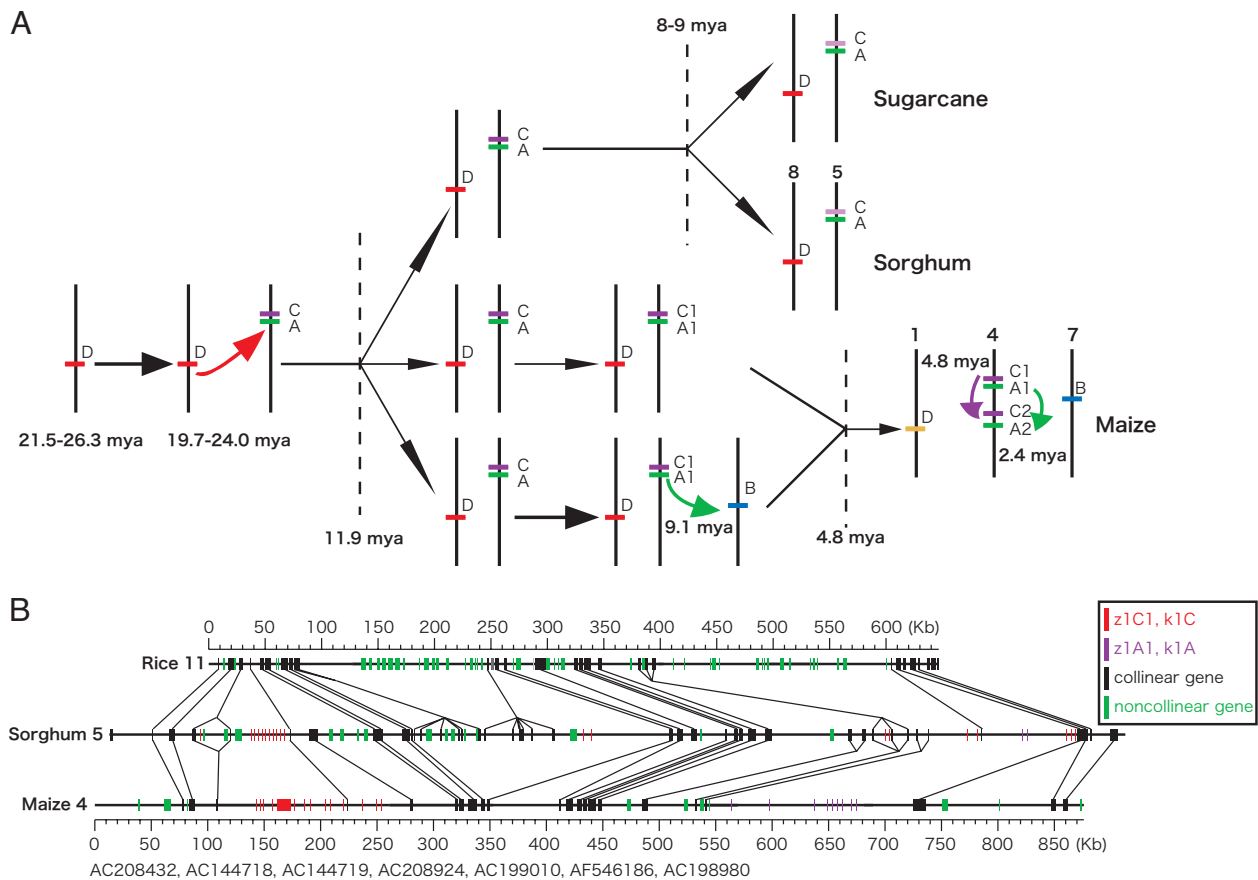 A
8-9 mya
C
A
D
Sugarcane
C
A
D
8
5
C
A
D
Sorghum
D
D
C
A
21.5-26.3 mya
19.7-24.0 mya
D
C
A
D
C1
A1
11.9 mya
D
C
A
D
C1
A1
B
9.1 mya
4.8 mya
1
4
7
4.8 mya
C1
A1
C2
A2
2.4 mya
D
B
Maize
B
0 50 100 150 200 250 300 350 400 450 500 550 600 (Kb)
Rice 11
Sorghum 5
Maize 4
0 50 100 150 200 250 300 350 400 450 500 550 600 650 700 750 800 850 (Kb)
AC208432, AC144718, AC144719, AC208924, AC199010, AF546186, AC198980
z1C1, k1C
z1A1, k1A
collinear gene
noncollinear gene